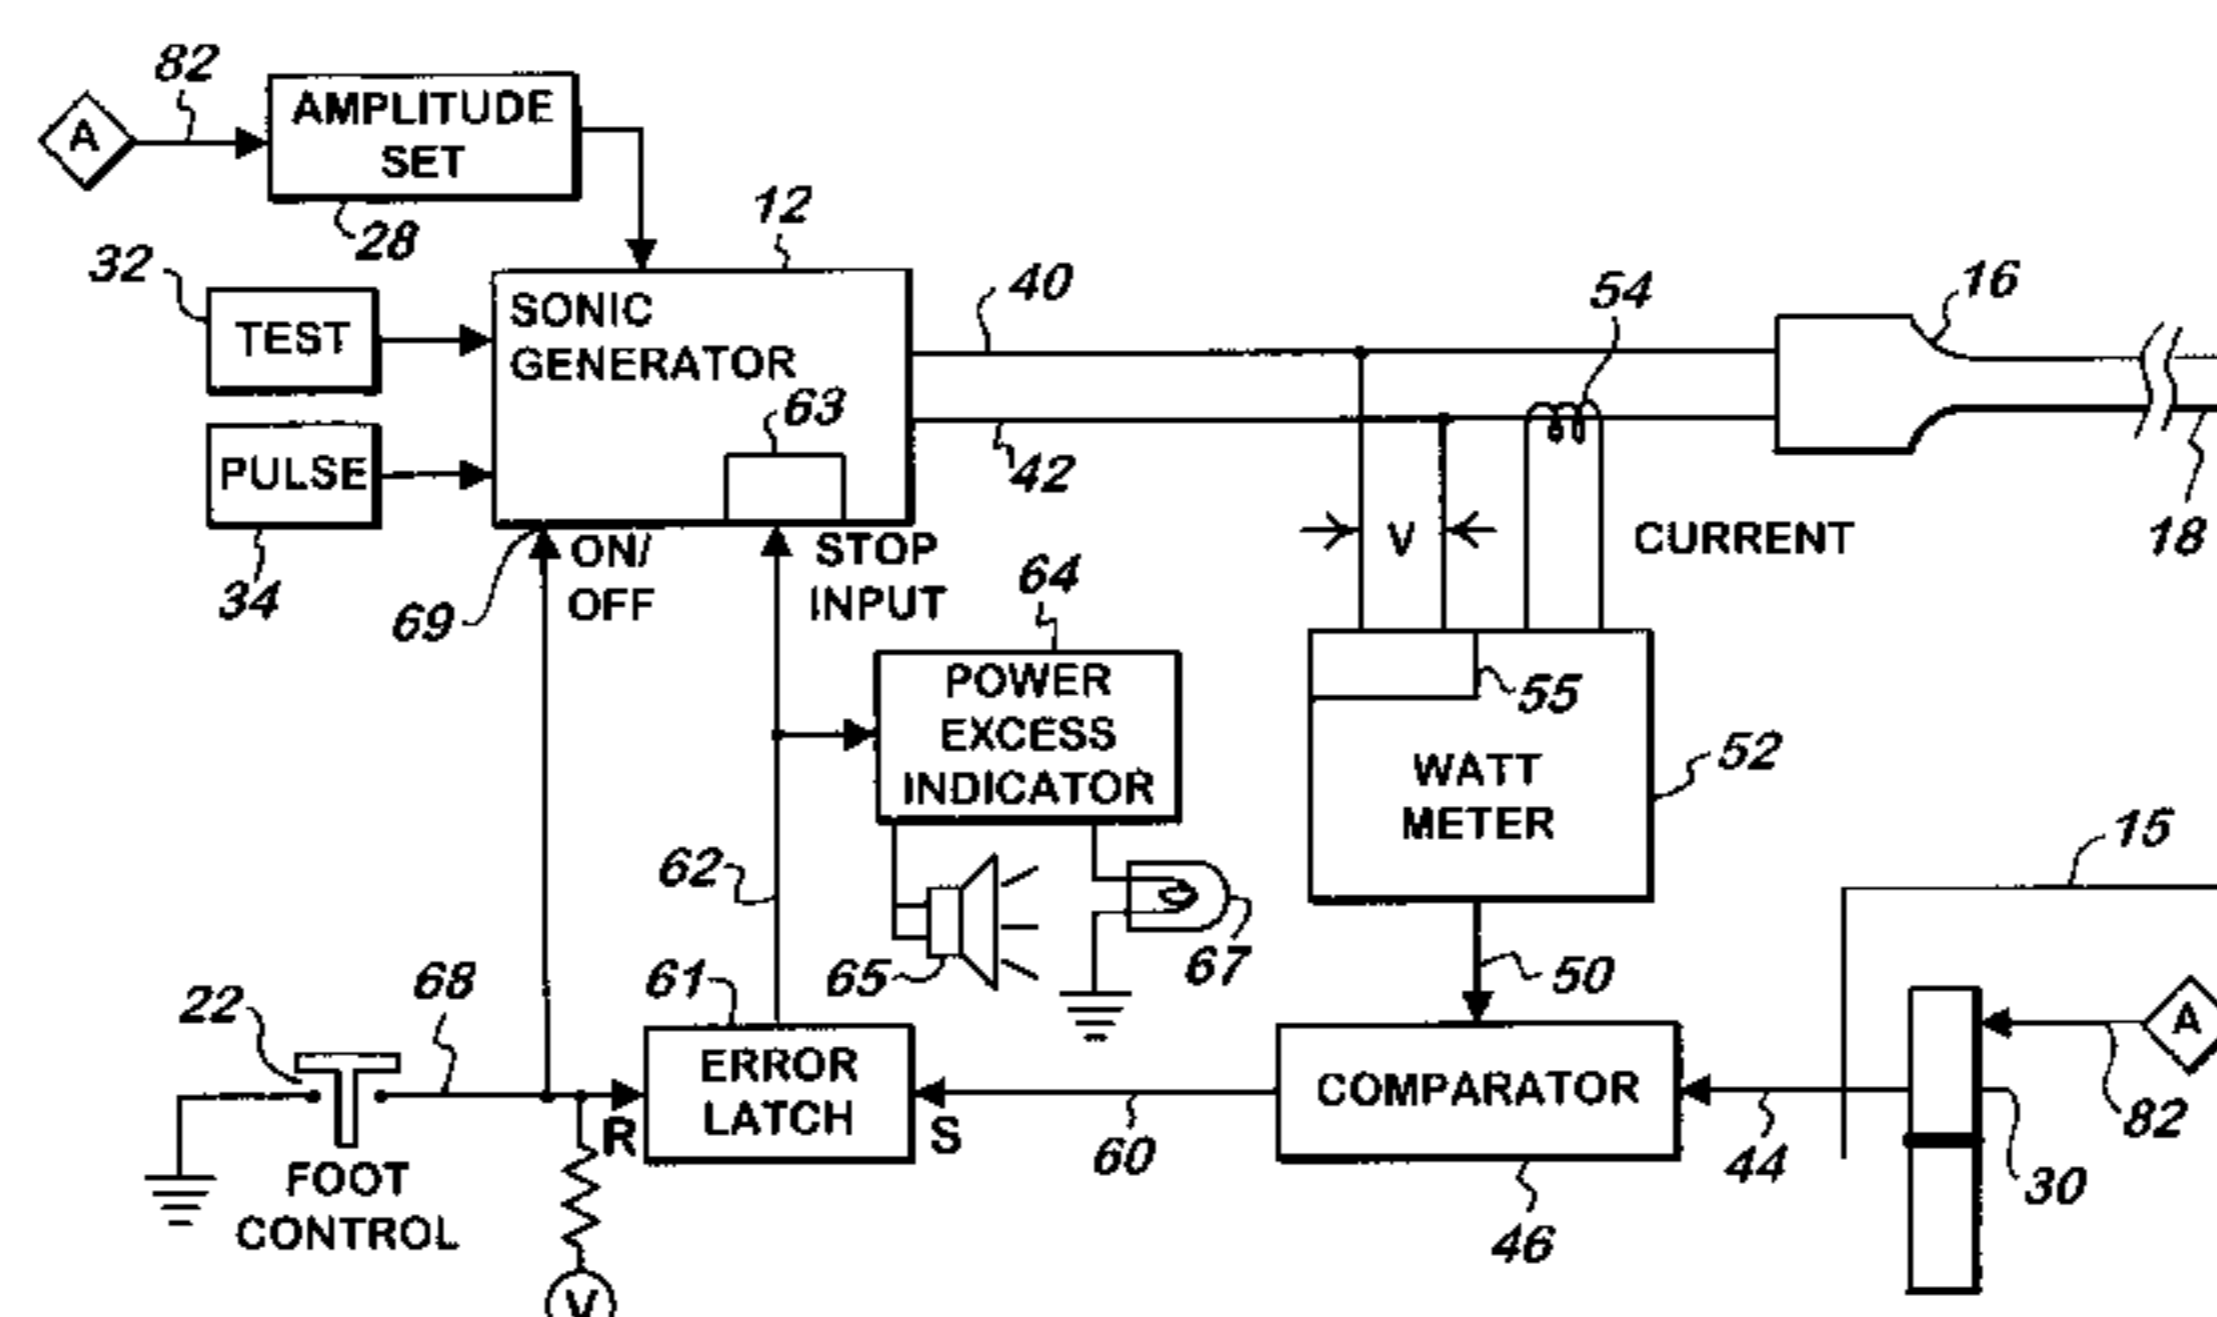 82
A
AMPLITUDE
SET
28
12
32
TEST
SONIC
GENERATOR
40
54
16
63
PULSE
42
34
69
ON/
OFF
STOP
INPUT
V
CURRENT
18
64
POWER
EXCESS
INDICATOR
55
WATT
METER
52
62
15
65
67
50
22
68
61
A
ERROR
LATCH
R
S
60
COMPARATOR
44
82
30
46
FOOT
CONTROL
V